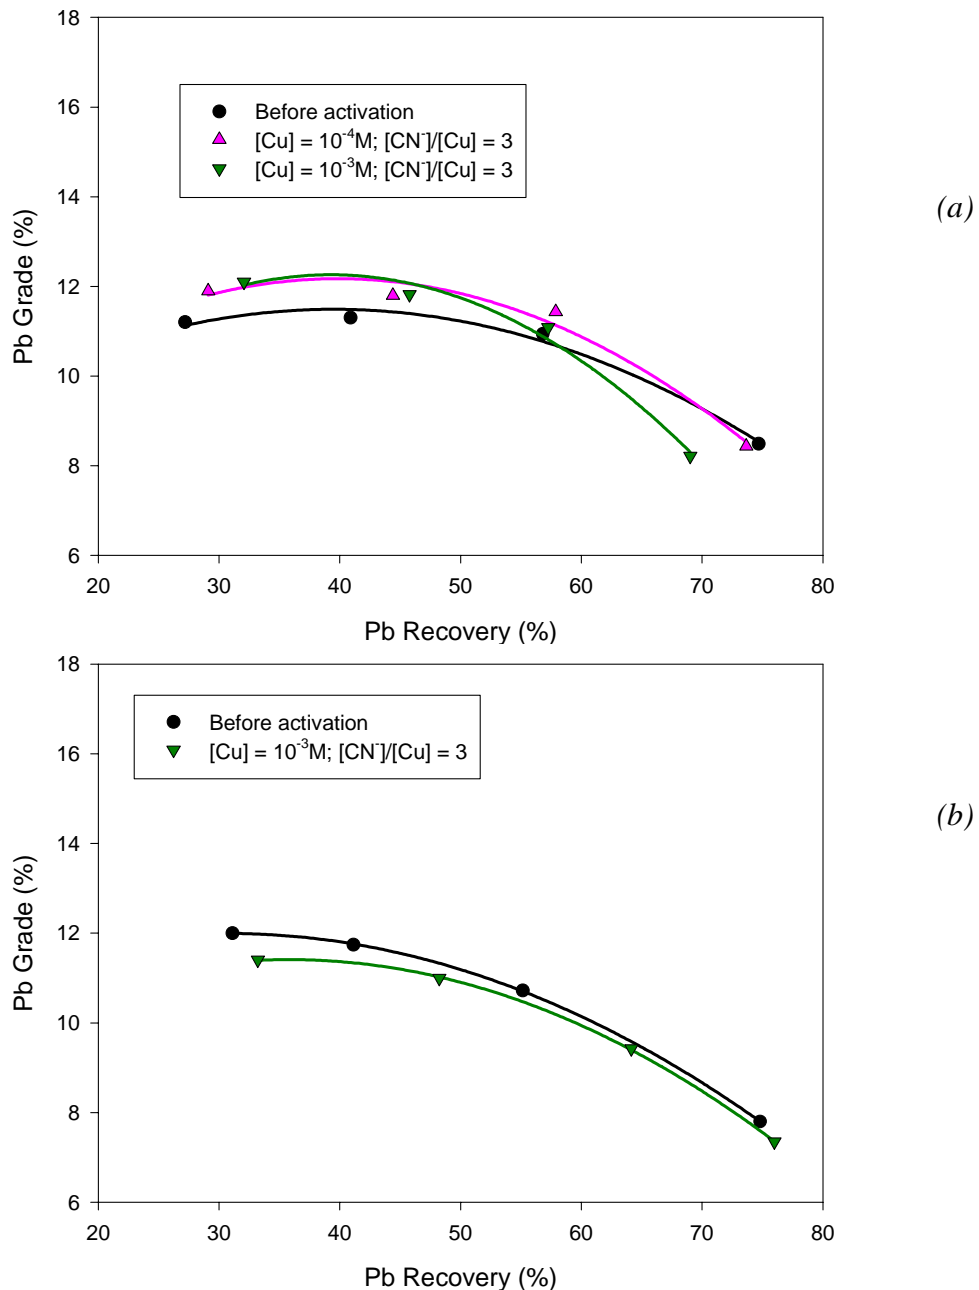 18
16
14
12
10
8
6
Pb Grade (%)
Before activation
[Cu] = 10⁻⁴M; [CN⁻]/[Cu] = 3
[Cu] = 10⁻³M; [CN⁻]/[Cu] = 3
(a)
20 30 40 50 60 70 80
Pb Recovery (%)
18
16
14
12
10
8
6
Pb Grade (%)
Before activation
[Cu] = 10⁻³M; [CN⁻]/[Cu] = 3
(b)
20 30 40 50 60 70 80
Pb Recovery (%)